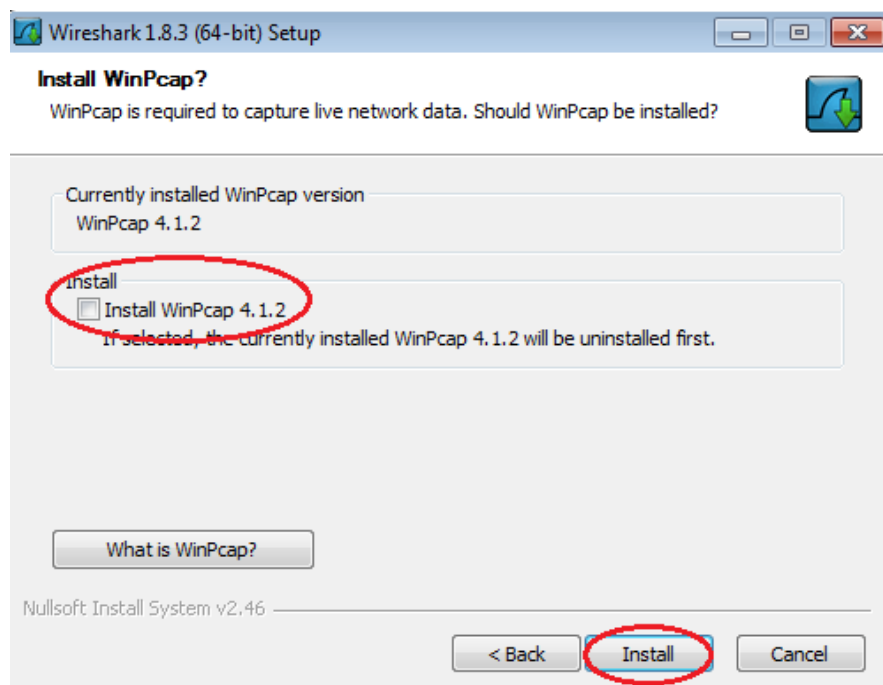 Wireshark 1.8.3 (64-bit) Setup
Install WinPcap?
WinPcap is required to capture live network data. Should WinPcap be installed?
Currently installed WinPcap version
WinPcap 4.1.2
Install
Install WinPcap 4.1.2
If selected, the currently installed WinPcap 4.1.2 will be uninstalled first.
What is WinPcap?
Nullsoft Install System v2.46
< Back Install Cancel